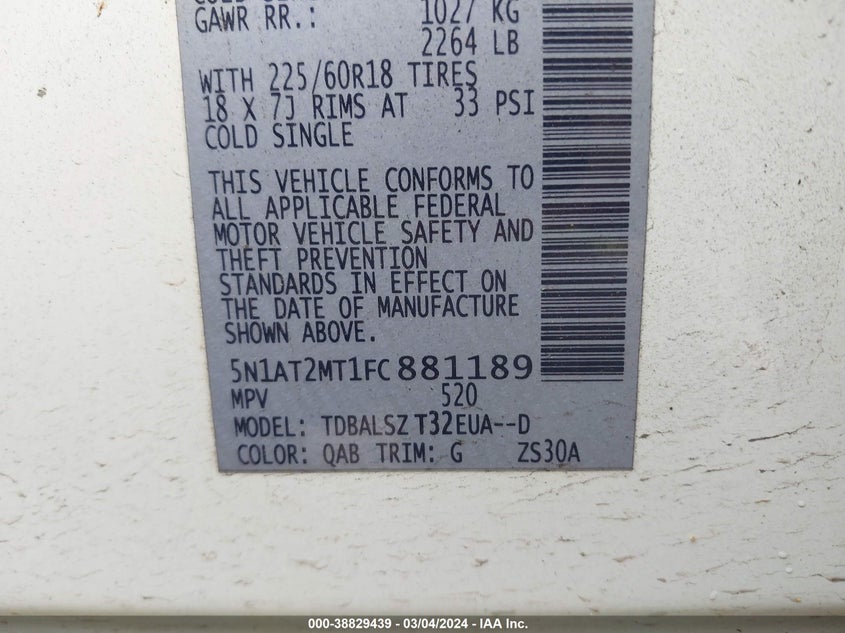 GAWR RR.: 1027 KG
2264 LB
WITH 225/60R18 TIRES
18 X 7J RIMS AT 33 PSI
COLD SINGLE
THIS VEHICLE CONFORMS TO
ALL APPLICABLE FEDERAL
MOTOR VEHICLE SAFETY AND
THEFT PREVENTION
STANDARDS IN EFFECT ON
THE DATE OF MANUFACTURE
SHOWN ABOVE.
5N1AT2MT1FC881189
MPV 520
MODEL: TDBALSZ T32EUA--D
COLOR: QAB TRIM: G ZS30A
000-38829439 - 03/04/2024 - IAA Inc.